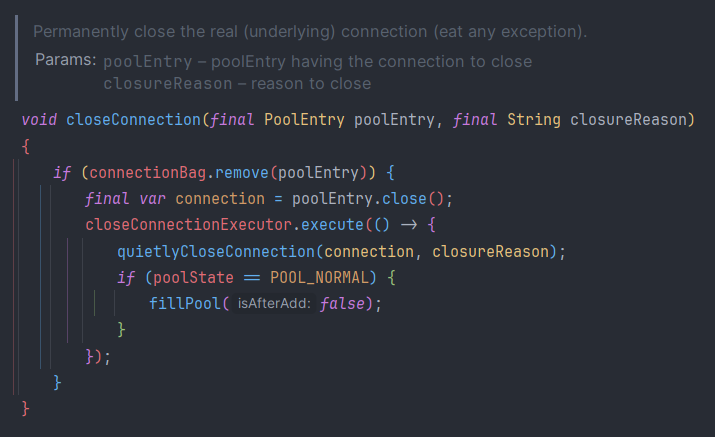 Permanently close the real (underlying) connection (eat any exception).
Params: poolEntry – poolEntry having the connection to close
closureReason – reason to close
void closeConnection(final PoolEntry poolEntry, final String closureReason)
{
if (connectionBag.remove(poolEntry)) {
final var connection = poolEntry.close();
closeConnectionExecutor.execute(() -> {
quietlyCloseConnection(connection, closureReason);
if (poolState == POOL_NORMAL) {
fillPool( isAfterAdd: false);
}
});
}
}